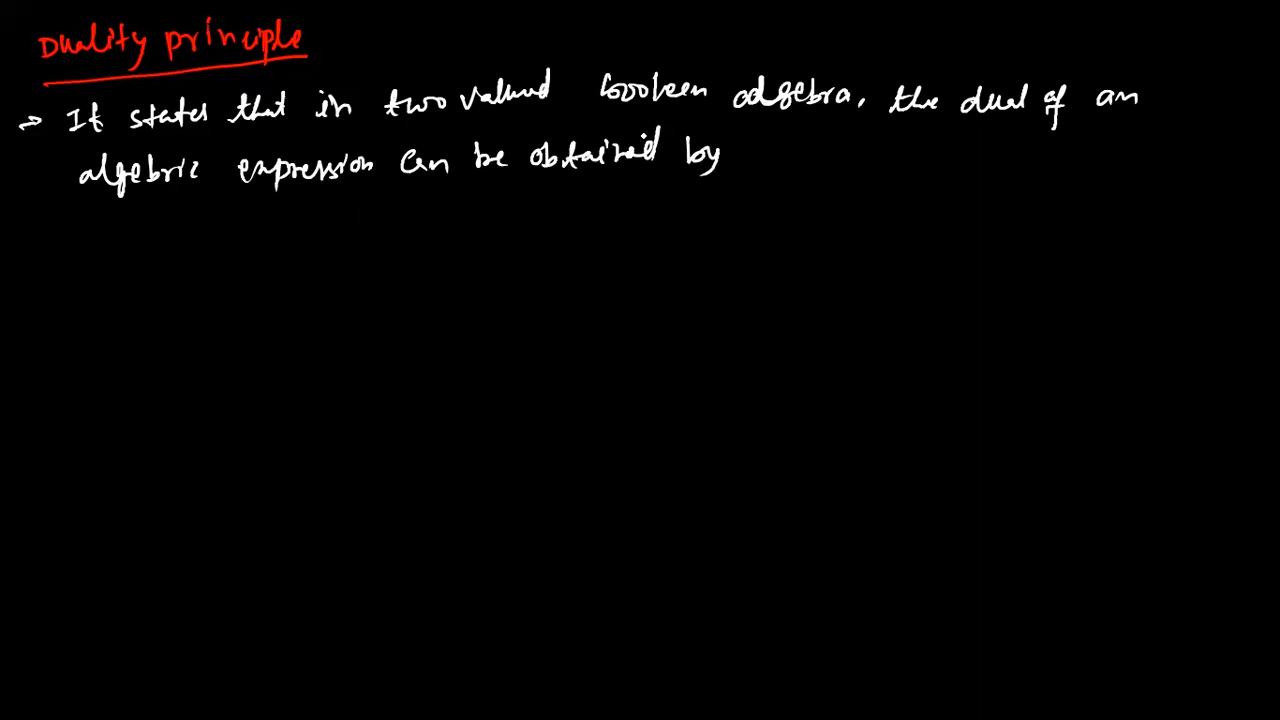 Duality principle
→ It states that in two valued boolean algebra, the dual of an
algebric expression can be obtained by